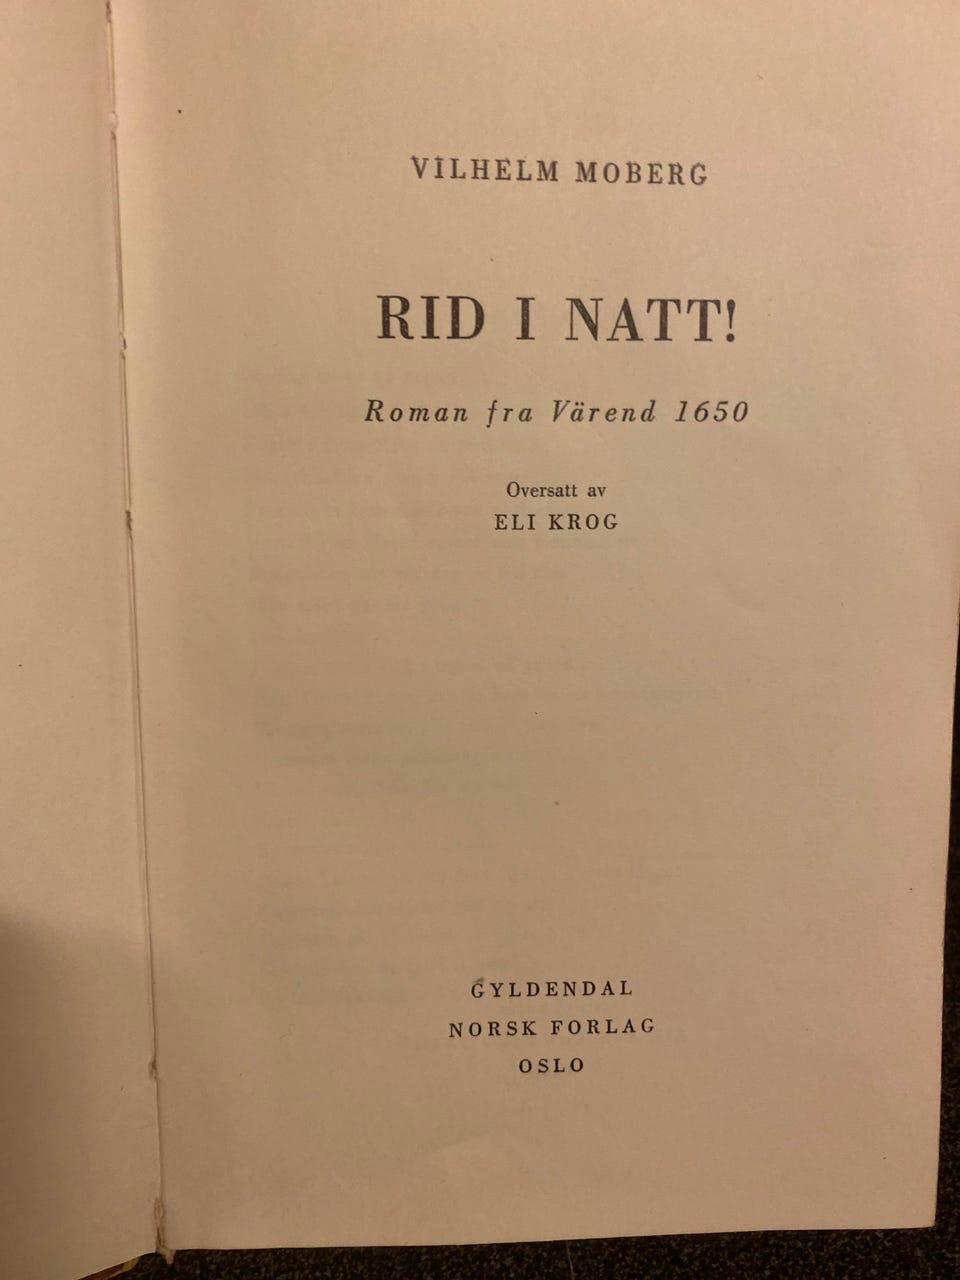 VILHELM MOBERG
RID I NATT!
Roman fra Värend 1650
Oversatt av
ELI KROG
GYLDENDAL
NORSK FORLAG
OSLO